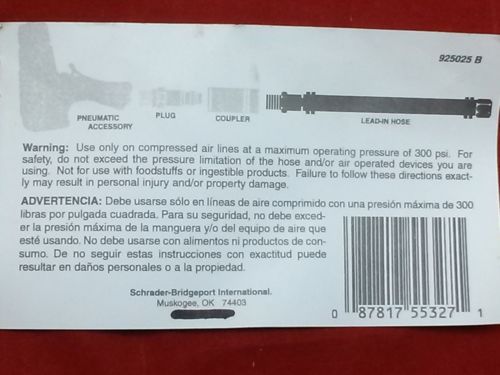 925025 B
PNEUMATIC ACCESSORY
PLUG
COUPLER
LEAD-IN HOSE
Warning: Use only on compressed air lines at a maximum operating pressure of 300 psi. For
safety, do not exceed the pressure limitation of the hose and/or air operated devices you are
using. Not for use with foodstuffs or ingestible products. Failure to follow these directions exact-
ly may result in personal injury and/or property damage.
ADVERTENCIA: Debe usarse sólo en líneas de aire comprimido con una presión máxima de 300
libras por pulgada cuadrada. Para su seguridad, no debe exced-
er la presión máxima de la manguera y/o del equipo de aire que
esté usando. No debe usarse con alimentos ni productos de con-
sumo. De no seguir estas instrucciones con exactitud puede
resultar en daños personales o a la propiedad.
Schrader-Bridgeport International.
Muskogee, OK 74403
0 87817 55327 1